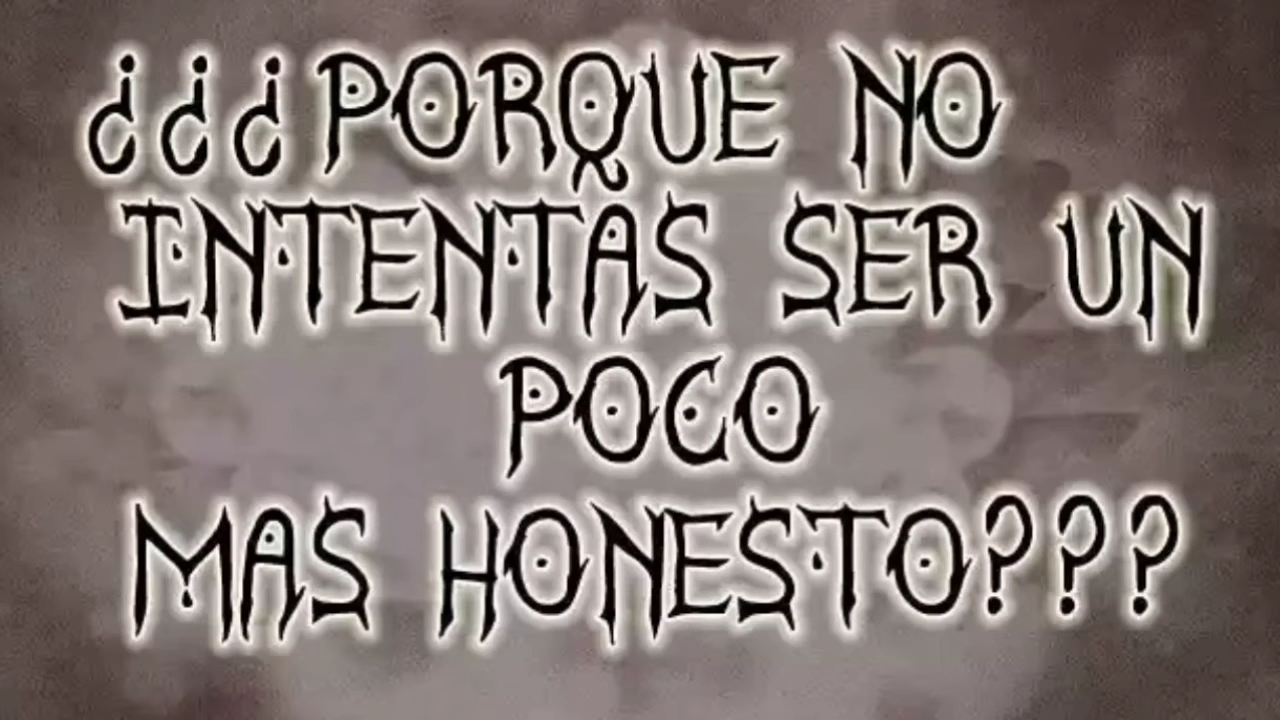 ¿¿¿PORQUE NO
INTENTAS SER UN
POCO
MAS HONESTO???